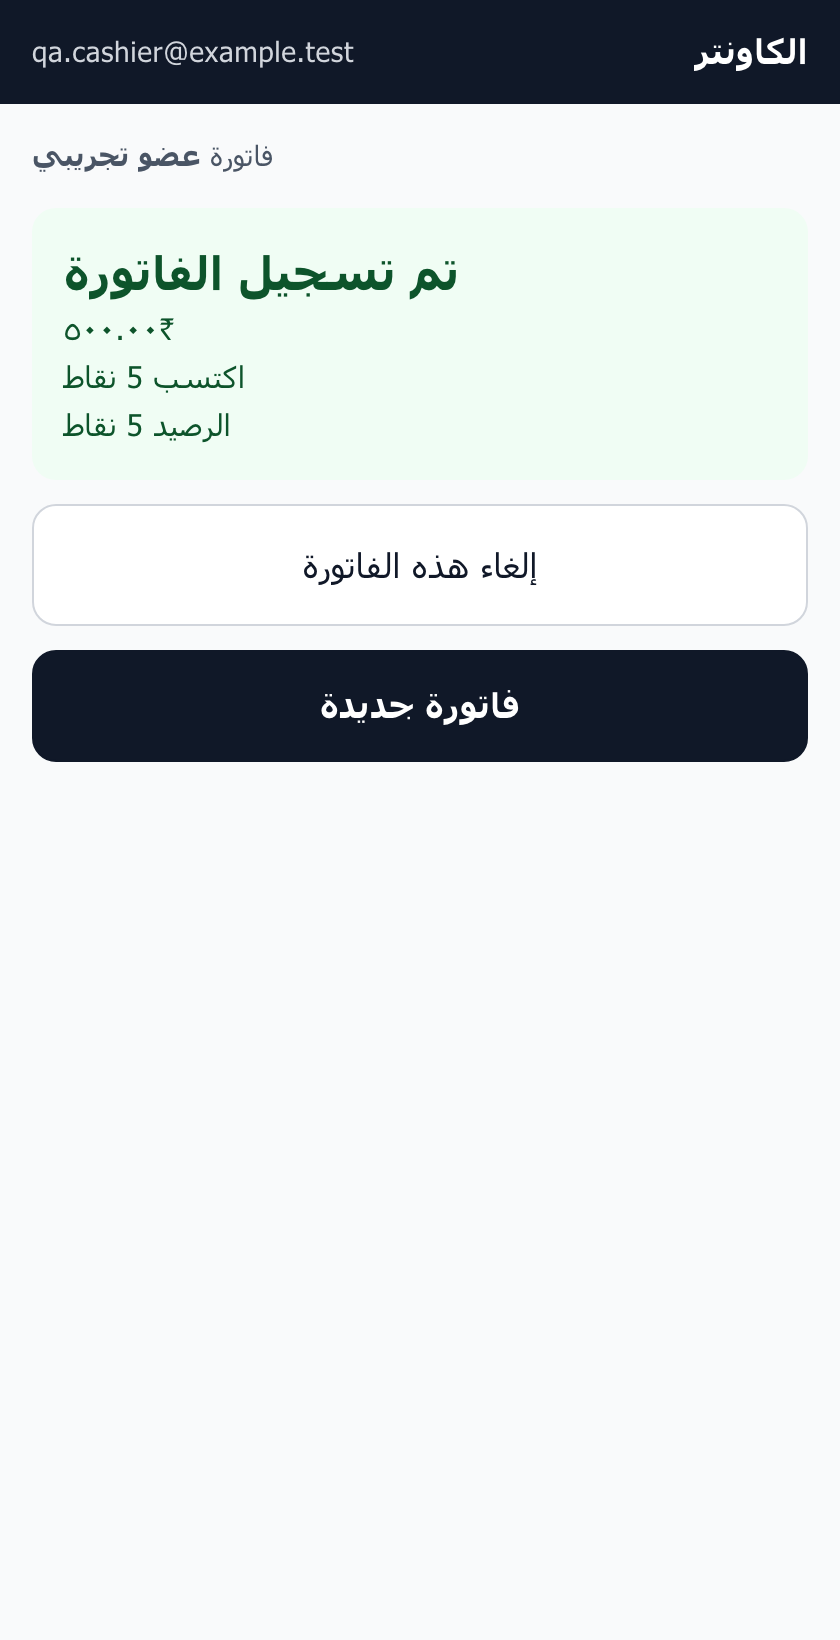 الكاونتر
qa.cashier@example.test
فاتورة عضو تجريبي
تم تسجيل الفاتورة
₹٥٠٠.٠٠
اكتسب 5 نقاط
الرصيد 5 نقاط
إلغاء هذه الفاتورة
فاتورة جديدة